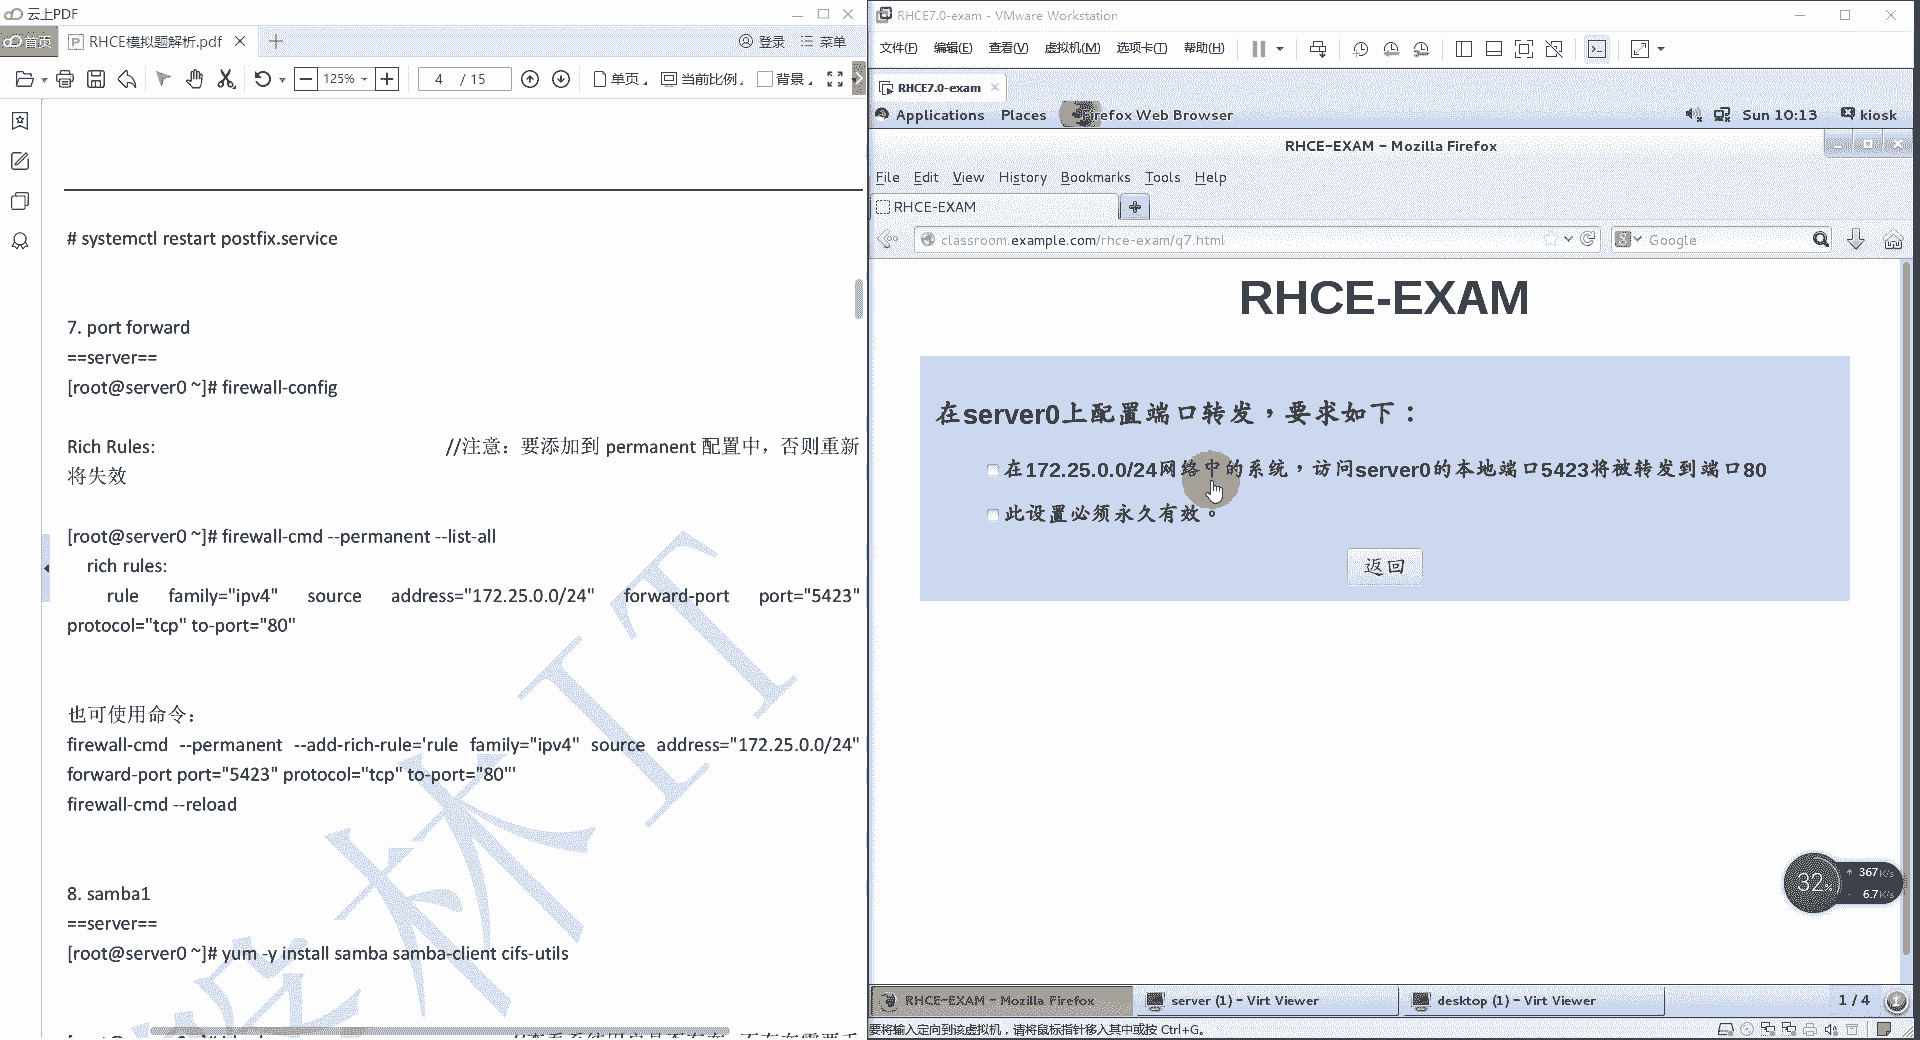 云上PDF
首页
RHCE模拟题解析.pdf
登录
菜单
125%
4
/ 15
单页
当前比例
背景
# systemctl restart postfix.service
7. port forward
==server==
[root@server0 ~]# firewall-config
Rich Rules: //注意：要添加到 permanent 配置中，否则重新
将失效
[root@server0 ~]# firewall-cmd --permanent --list-all
rich rules:
rule family="ipv4" source address="172.25.0.0/24" forward-port port="5423"
protocol="tcp" to-port="80"
也可使用命令：
firewall-cmd --permanent --add-rich-rule='rule family="ipv4" source address="172.25.0.0/24"
forward-port port="5423" protocol="tcp" to-port="80"'
firewall-cmd --reload
8. samba1
==server==
[root@server0 ~]# yum -y install samba samba-client cifs-utils
林IT
RHCE7.0-exam - VMware Workstation
文件(F) 编辑(E) 查看(V) 虚拟机(M) 选项卡(T) 帮助(H)
RHCE7.0-exam
Applications Places Firefox Web Browser
Sun 10:13
kiosk
RHCE-EXAM - Mozilla Firefox
File Edit View History Bookmarks Tools Help
RHCE-EXAM
classroom.example.com/rhce-exam/q7.html
Google
RHCE-EXAM
在server0上配置端口转发，要求如下：
在172.25.0.0/24网络中的系统，访问server0的本地端口5423将被转发到端口80
此设置必须永久有效。
返回
32%
367K/s
6.7K/s
RHCE-EXAM - Mozilla Firefox
server (1) - Virt Viewer
desktop (1) - Virt Viewer
1 / 4
要将输入定向到该虚拟机，请将鼠标指针移入其中或按 Ctrl+G。